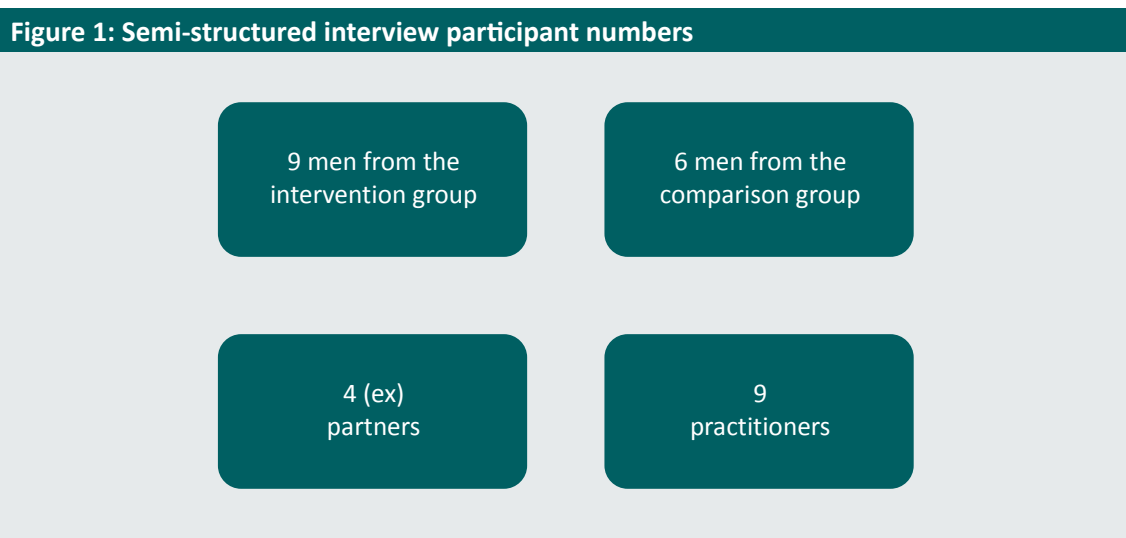 Figure 1: Semi-structured interview participant numbers
9 men from the
intervention group
6 men from the
comparison group
4 (ex)
partners
9
practitioners